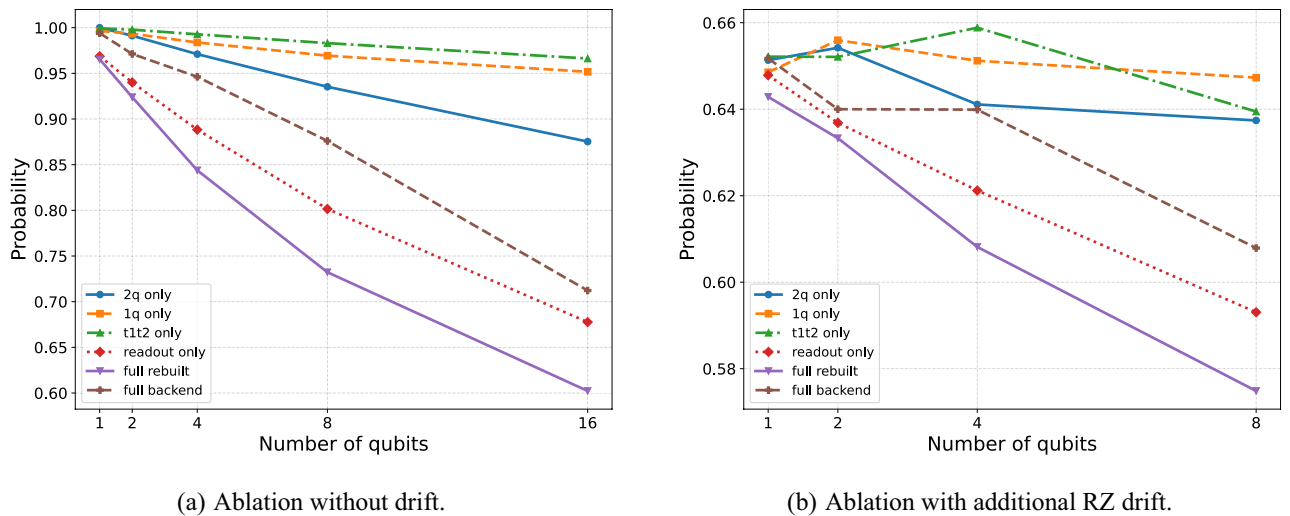 1.00
0.95
0.90
0.85
0.80
0.75
0.70
0.65
0.60
Probability
2q only
1q only
t1t2 only
readout only
full rebuilt
full backend
1 2 4 8 16
Number of qubits
(a) Ablation without drift.
0.66
0.64
0.62
0.60
0.58
Probability
2q only
1q only
t1t2 only
readout only
full rebuilt
full backend
1 2 4 8
Number of qubits
(b) Ablation with additional RZ drift.